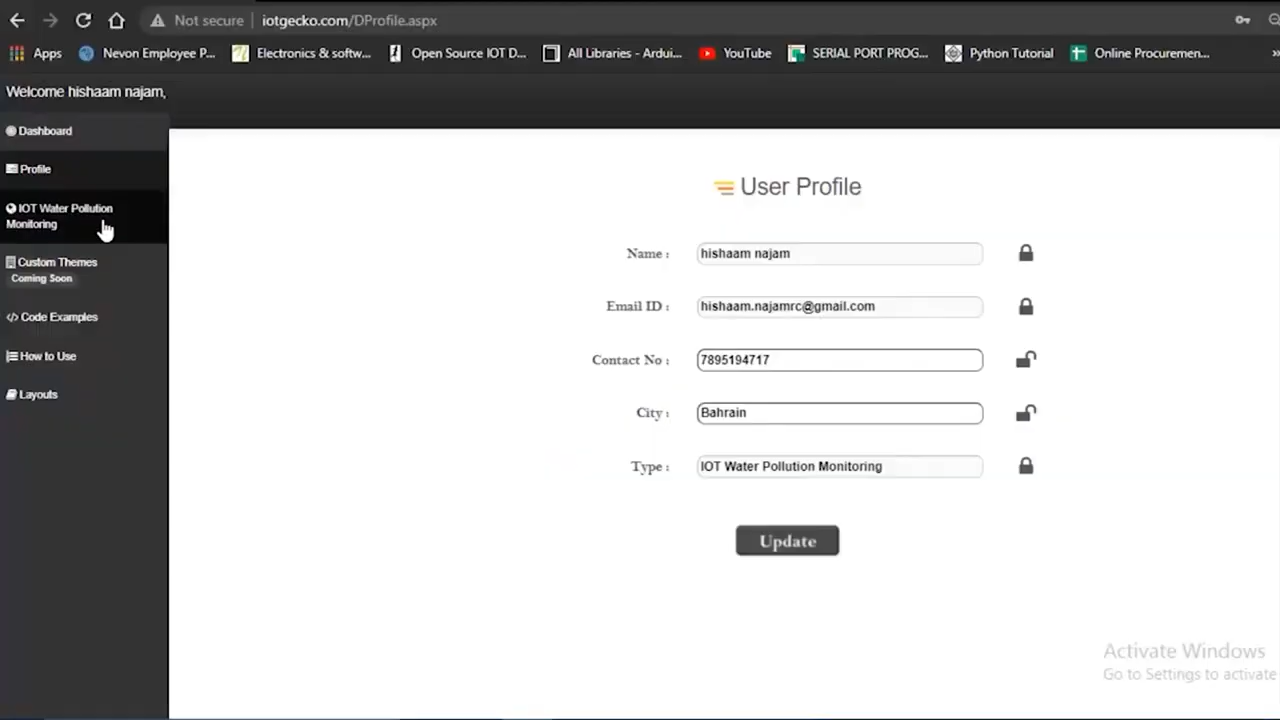 Not secure iotgecko.com/DProfile.aspx
Apps Nevon Employee P... Electronics & softw... Open Source IOT D... All Libraries - Ardui... YouTube SERIAL PORT PROG... Python Tutorial Online Procuremen... »
Welcome hishaam najam,
Dashboard
Profile
IOT Water Pollution
Monitoring
Custom Themes
Coming Soon
</> Code Examples
How to Use
Layouts
User Profile
Name : hishaam najam
Email ID : hishaam.najamrc@gmail.com
Contact No : 7895194717
City : Bahrain
Type : IOT Water Pollution Monitoring
Update
Activate Windows
Go to Settings to activate